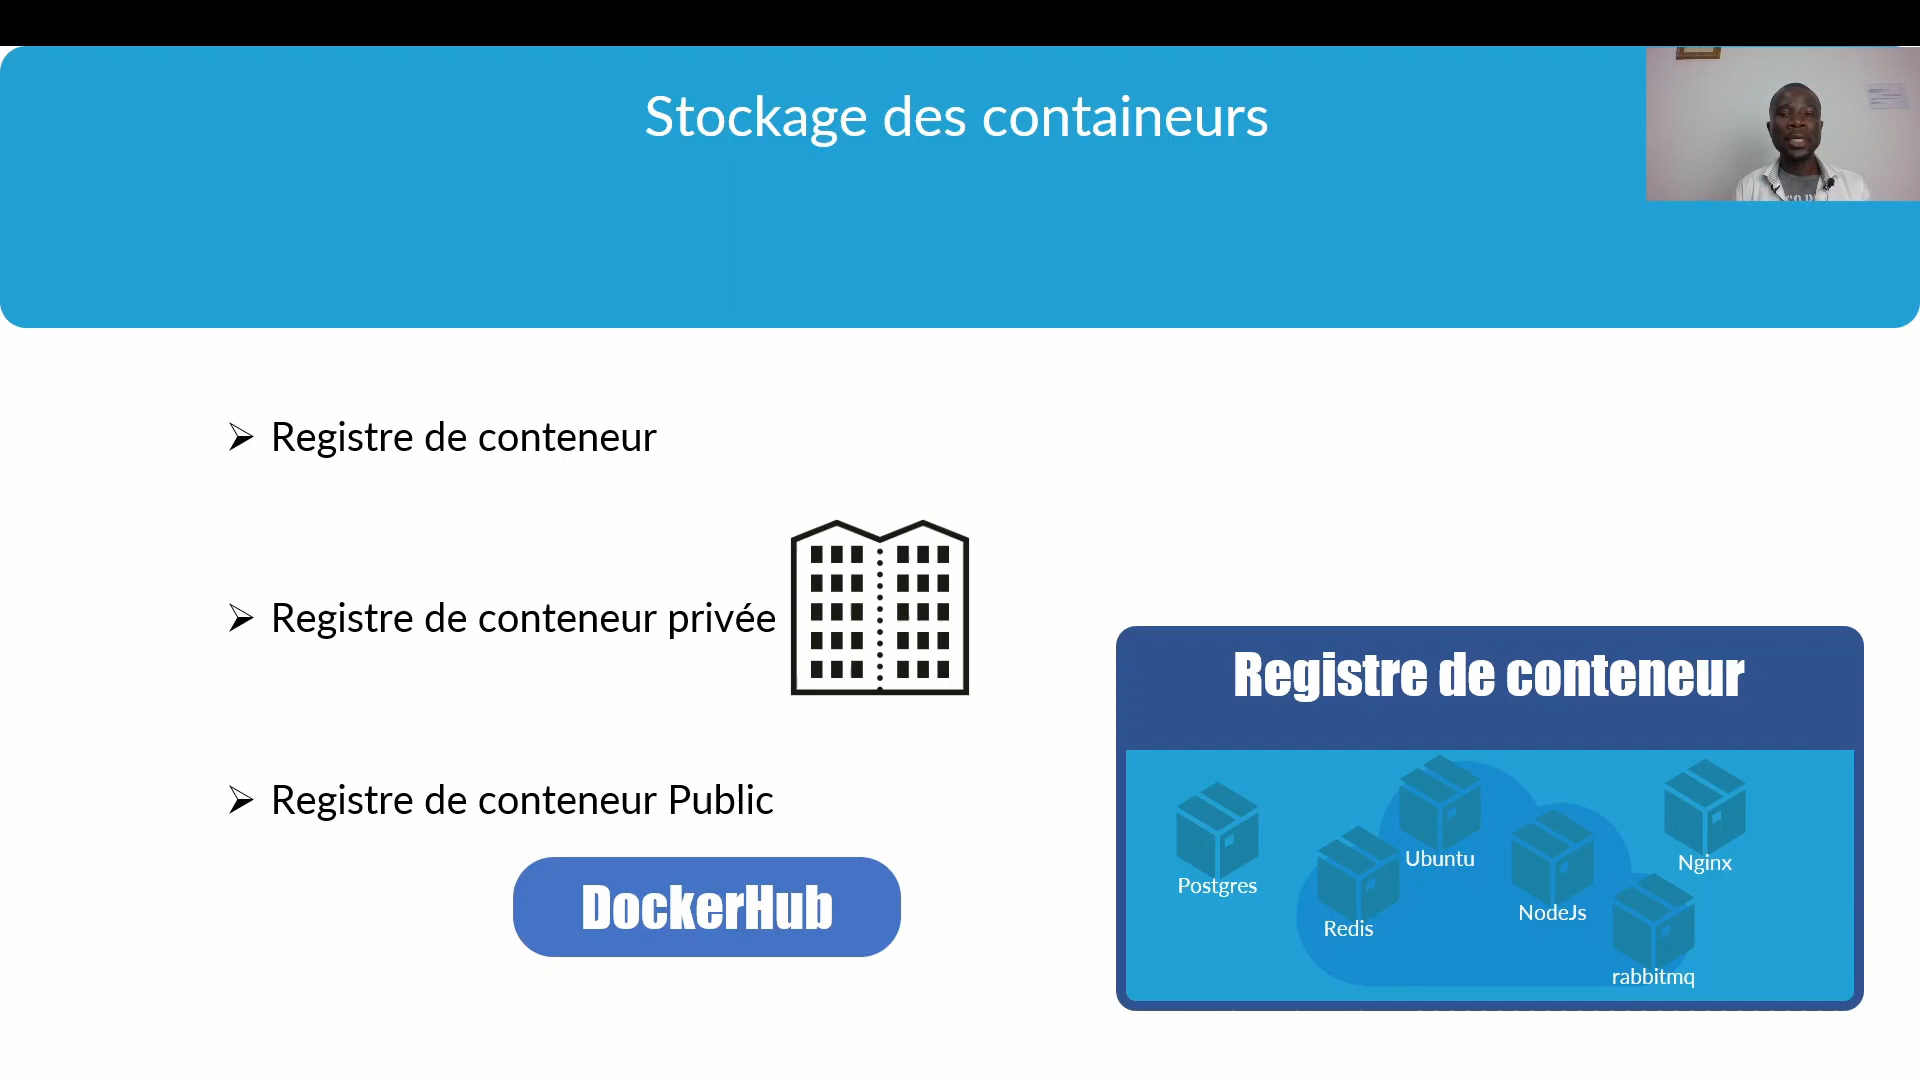 Stockage des containeurs
Registre de conteneur
Registre de conteneur privée
Registre de conteneur Public
DockerHub
Registre de conteneur
Postgres
Redis
Ubuntu
NodeJs
rabbitmq
Nginx